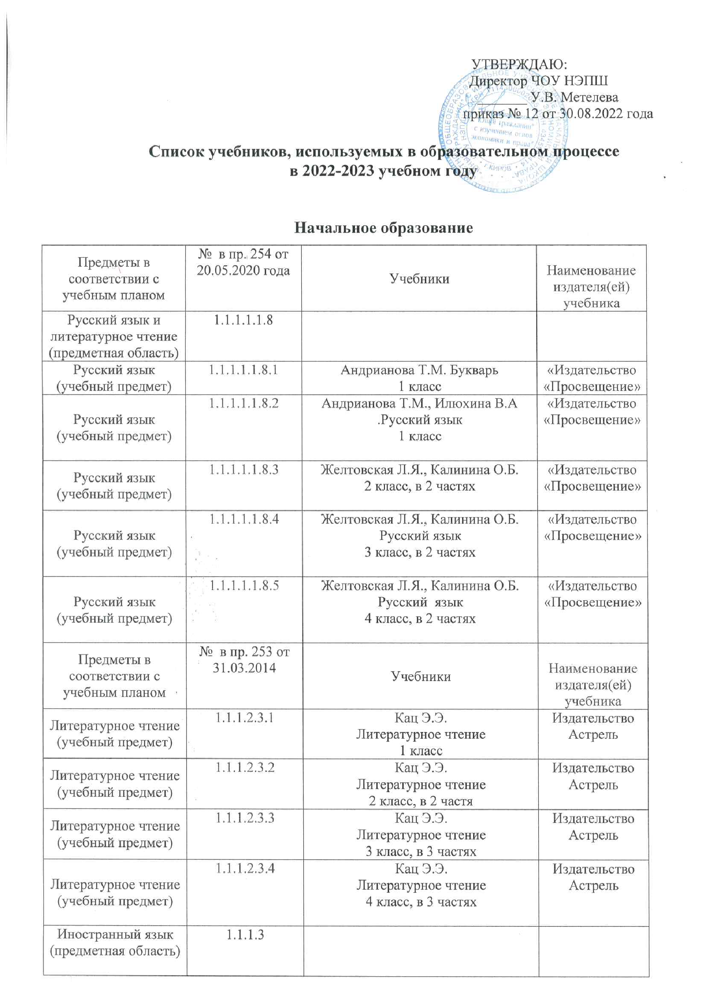 УТВЕРЖДАЮ:
Директор ЧОУ НЭПШ
_______ У.В. Метелева
приказ № 12 от 30.08.2022 года
Юный гражданин"
с изучением основ
экономики и права"
г.КИРОВ
Список учебников, используемых в образовательном процессе
в 2022-2023 учебном году
Начальное образование
Предметы в
соответствии с
учебным планом
№ в пр. 254 от
20.05.2020 года
Учебники
Наименование
издателя(ей)
учебника
Русский язык и
литературное чтение
(предметная область)
1.1.1.1.1.8
Русский язык
(учебный предмет)
1.1.1.1.1.8.1
Андрианова Т.М. Букварь
1 класс
«Издательство
«Просвещение»
Русский язык
(учебный предмет)
1.1.1.1.1.8.2
Андрианова Т.М., Илюхина В.А
.Русский язык
1 класс
«Издательство
«Просвещение»
Русский язык
(учебный предмет)
1.1.1.1.1.8.3
Желтовская Л.Я., Калинина О.Б.
2 класс, в 2 частях
«Издательство
«Просвещение»
Русский язык
(учебный предмет)
1.1.1.1.1.8.4
Желтовская Л.Я., Калинина О.Б.
Русский язык
3 класс, в 2 частях
«Издательство
«Просвещение»
Русский язык
(учебный предмет)
1.1.1.1.1.8.5
Желтовская Л.Я., Калинина О.Б.
Русский язык
4 класс, в 2 частях
«Издательство
«Просвещение»
Предметы в
соответствии с
учебным планом
№ в пр. 253 от
31.03.2014
Учебники
Наименование
издателя(ей)
учебника
Литературное чтение
(учебный предмет)
1.1.1.2.3.1
Кац Э.Э.
Литературное чтение
1 класс
Издательство
Астрель
Литературное чтение
(учебный предмет)
1.1.1.2.3.2
Кац Э.Э.
Литературное чтение
2 класс, в 2 частя
Издательство
Астрель
Литературное чтение
(учебный предмет)
1.1.1.2.3.3
Кац Э.Э.
Литературное чтение
3 класс, в 3 частях
Издательство
Астрель
Литературное чтение
(учебный предмет)
1.1.1.2.3.4
Кац Э.Э.
Литературное чтение
4 класс, в 3 частях
Издательство
Астрель
Иностранный язык
(предметная область)
1.1.1.3